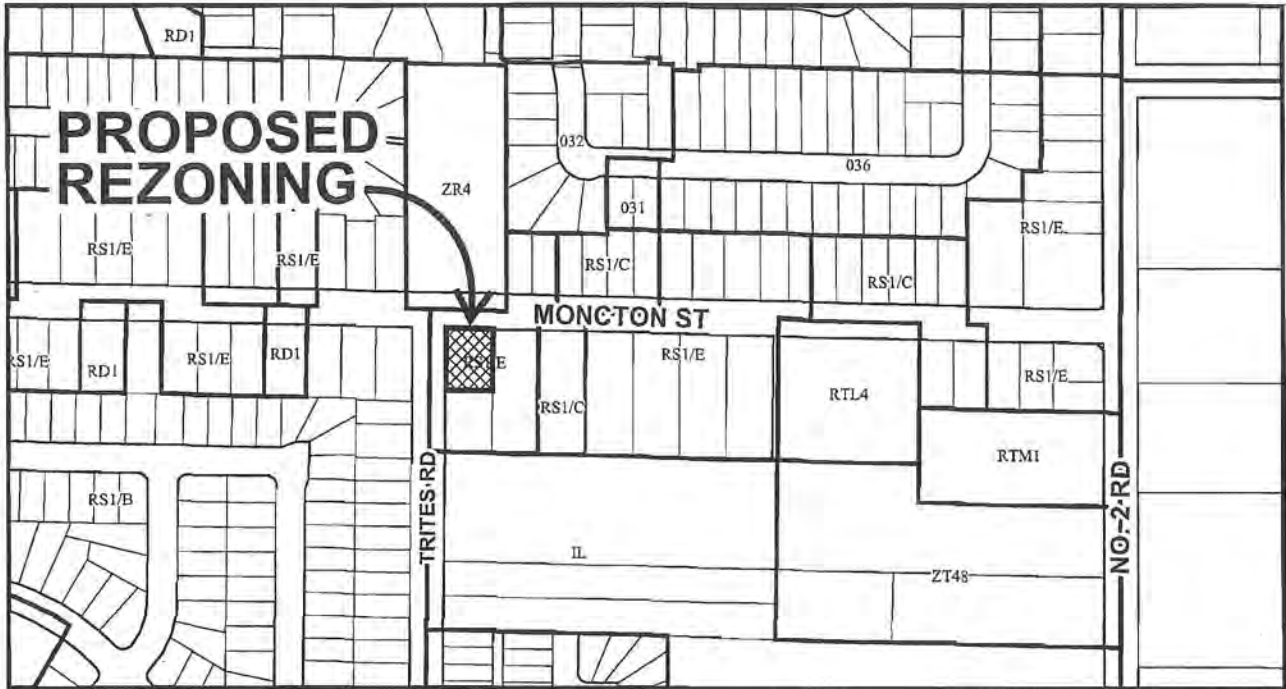 RD1
PROPOSED
REZONING
ZR4
032
036
031
RS1/E
RS1/E
RS1/E
RS1/C
RS1/C
MONCTON ST
RS1/E
RD1
RS1/E
RD1
RS1/C
RS1/E
RTL4
RS1/E
RTM1
RS1/B
TRITES RD
IL
ZT48
NO. 2 RD